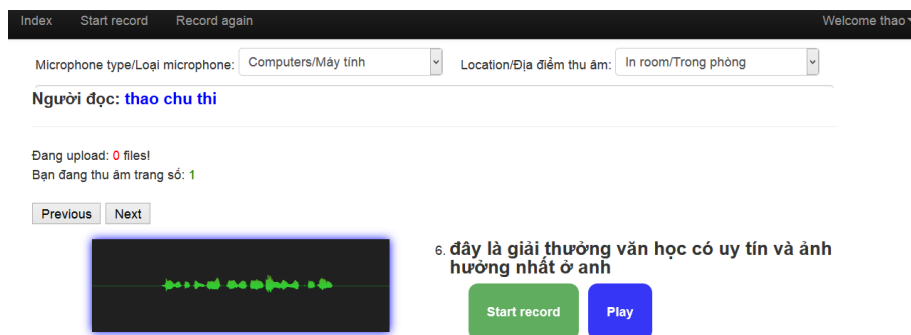 Index Start record Record again Welcome thao
Microphone type/Loại microphone: Computers/Máy tính Location/Địa điểm thu âm: In room/Trong phòng
Người đọc: thao chu thi
Đang upload: 0 files!
Bạn đang thu âm trang số: 1
Previous Next
6. đây là giải thưởng văn học có uy tín và ảnh
hưởng nhất ở anh
Start record Play